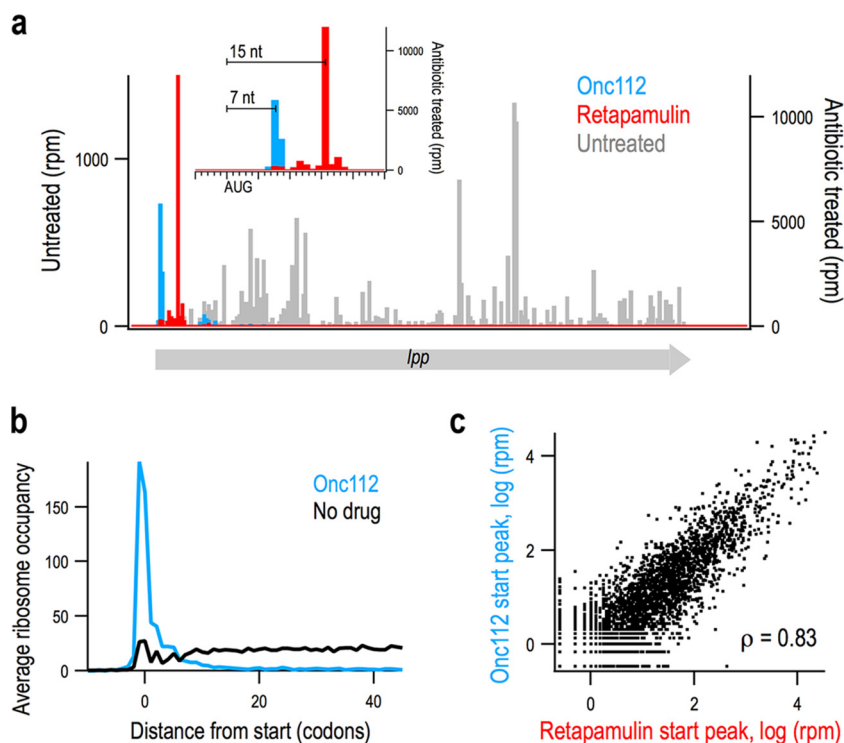 a
15 nt
7 nt
AUG
10000
5000
0
Antibiotic treated (rpm)
Onc112
Retapamulin
Untreated
1000
0
Untreated (rpm)
10000
5000
0
Antibiotic treated (rpm)
lpp
b
Onc112
No drug
150
100
50
0
Average ribosome occupancy
0 20 40
Distance from start (codons)
c
4
2
0
Onc112 start peak, log (rpm)
ρ = 0.83
0 2 4
Retapamulin start peak, log (rpm)